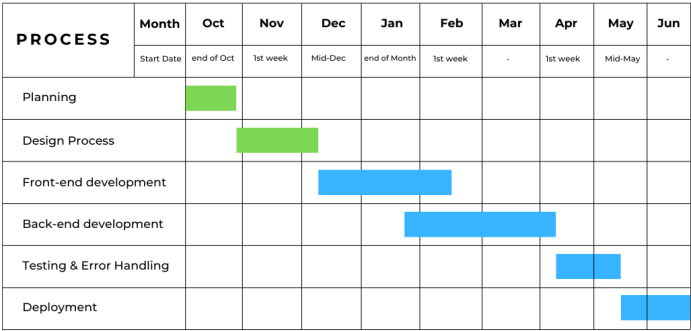 PROCESS
Month Oct Nov Dec Jan Feb Mar Apr May Jun
Start Date end of Oct 1st week Mid-Dec end of Month 1st week - 1st week Mid-May -
Planning
Design Process
Front-end development
Back-end development
Testing & Error Handling
Deployment